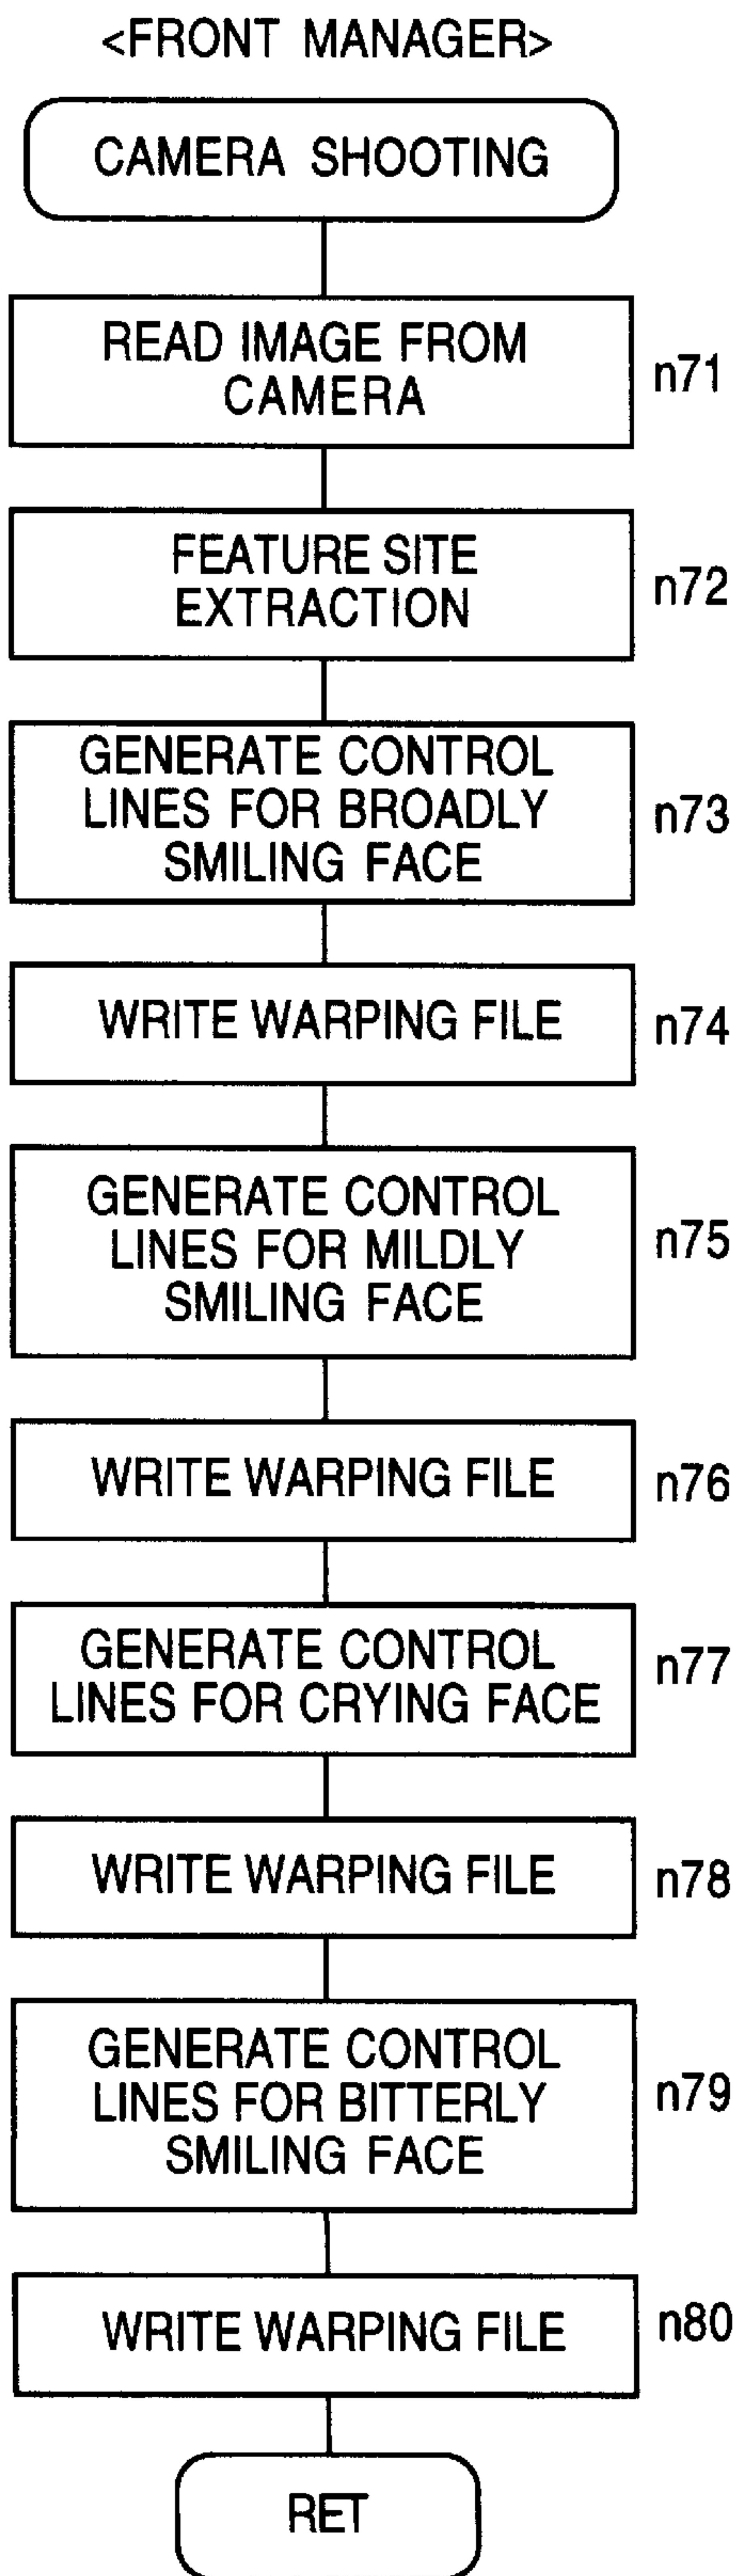 <FRONT MANAGER>
CAMERA SHOOTING
READ IMAGE FROM
CAMERA
n71
FEATURE SITE
EXTRACTION
n72
GENERATE CONTROL
LINES FOR BROADLY
SMILING FACE
n73
WRITE WARPING FILE
n74
GENERATE CONTROL
LINES FOR MILDLY
SMILING FACE
n75
WRITE WARPING FILE
n76
GENERATE CONTROL
LINES FOR CRYING FACE
n77
WRITE WARPING FILE
n78
GENERATE CONTROL
LINES FOR BITTERLY
SMILING FACE
n79
WRITE WARPING FILE
n80
RET